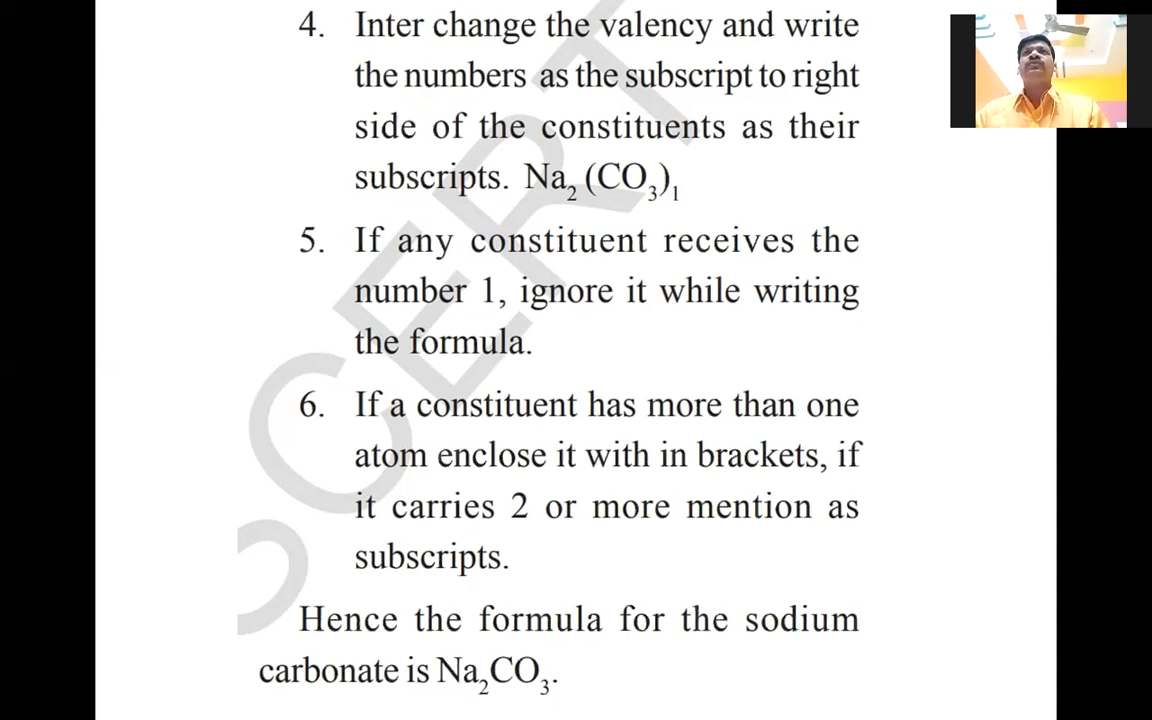 4. Inter change the valency and write
the numbers as the subscript to right
side of the constituents as their
subscripts. Na₂ (CO₃)₁
5. If any constituent receives the
number 1, ignore it while writing
the formula.
6. If a constituent has more than one
atom enclose it with in brackets, if
it carries 2 or more mention as
subscripts.
Hence the formula for the sodium
carbonate is Na₂CO₃.
SCERT